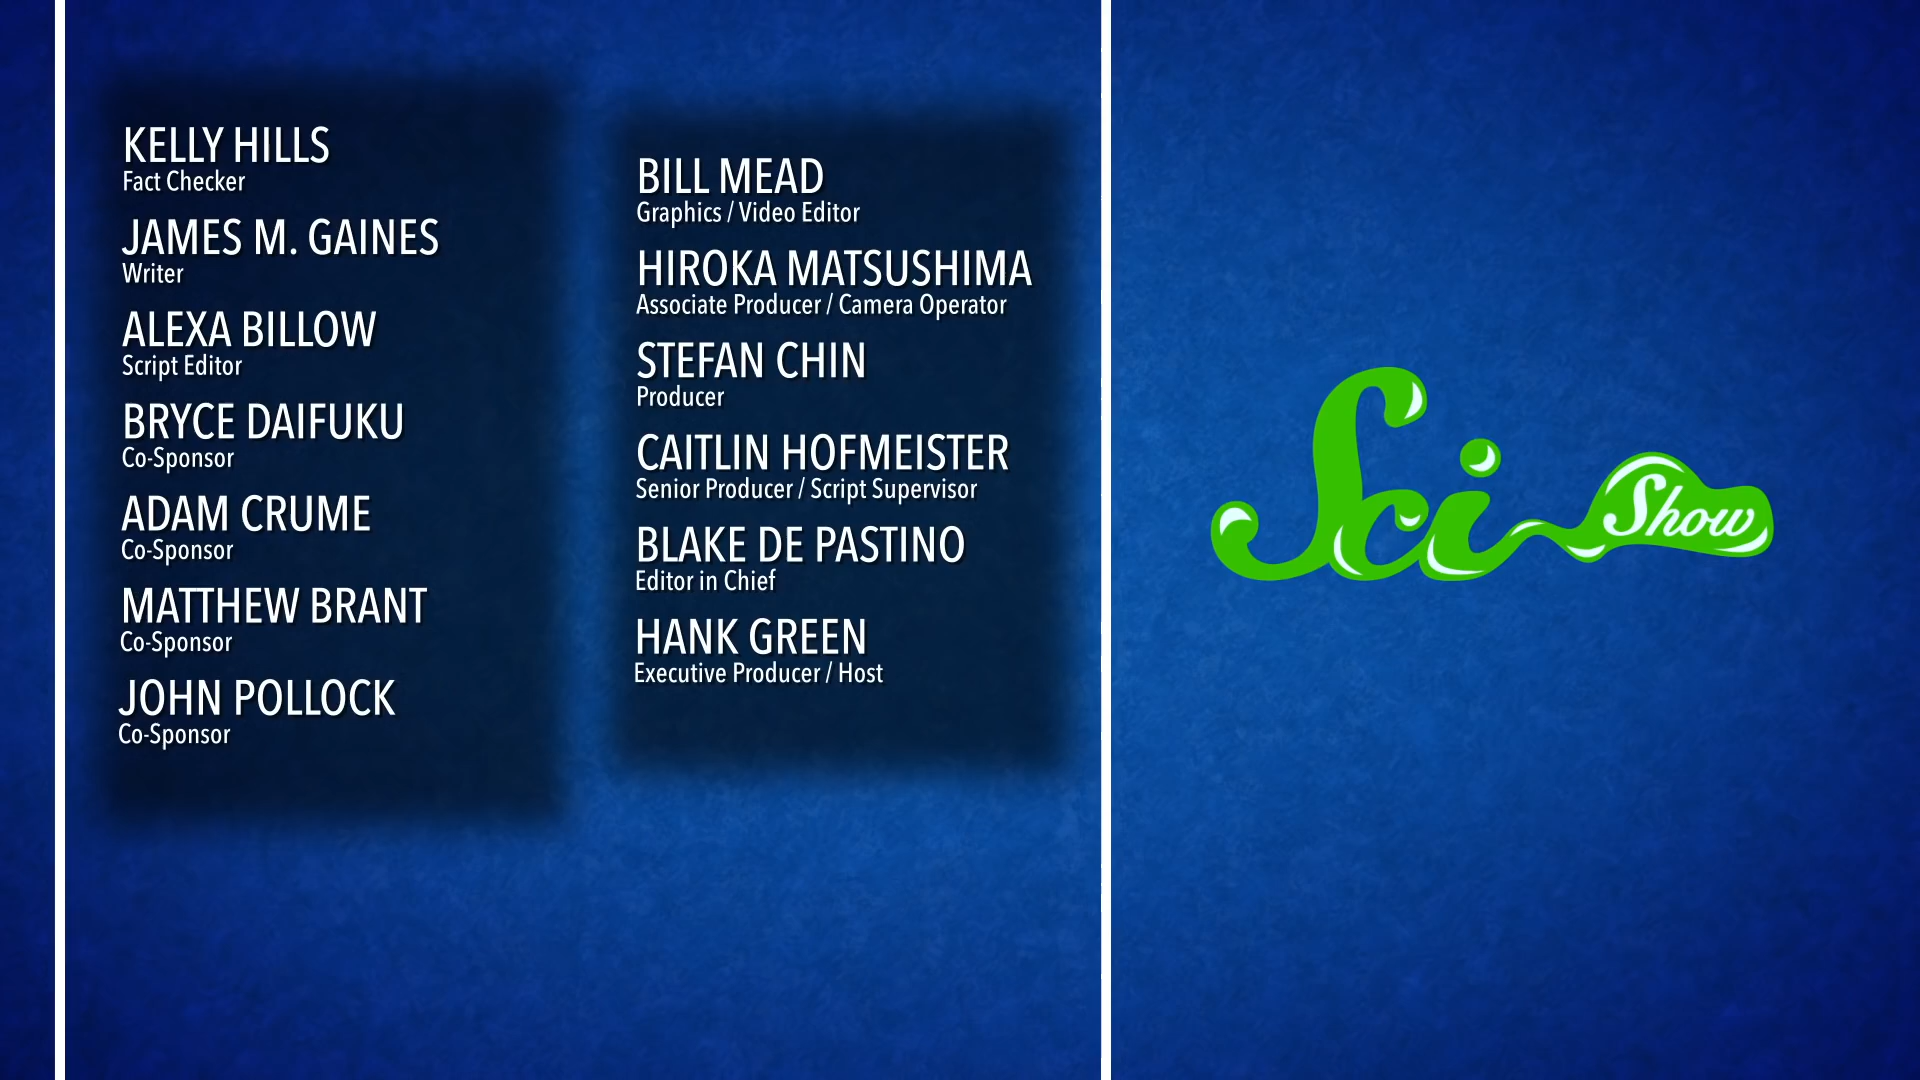 KELLY HILLS
Fact Checker
JAMES M. GAINES
Writer
ALEXA BILLOW
Script Editor
BRYCE DAIFUKU
Co-Sponsor
ADAM CRUME
Co-Sponsor
MATTHEW BRANT
Co-Sponsor
JOHN POLLOCK
Co-Sponsor
BILL MEAD
Graphics / Video Editor
HIROKA MATSUSHIMA
Associate Producer / Camera Operator
STEFAN CHIN
Producer
CAITLIN HOFMEISTER
Senior Producer / Script Supervisor
BLAKE DE PASTINO
Editor in Chief
HANK GREEN
Executive Producer / Host
Sci Show